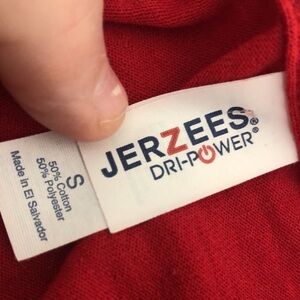 JERZEES®
DRI-POWER®
S
50% Cotton
50% Polyester
Made in El Salvador